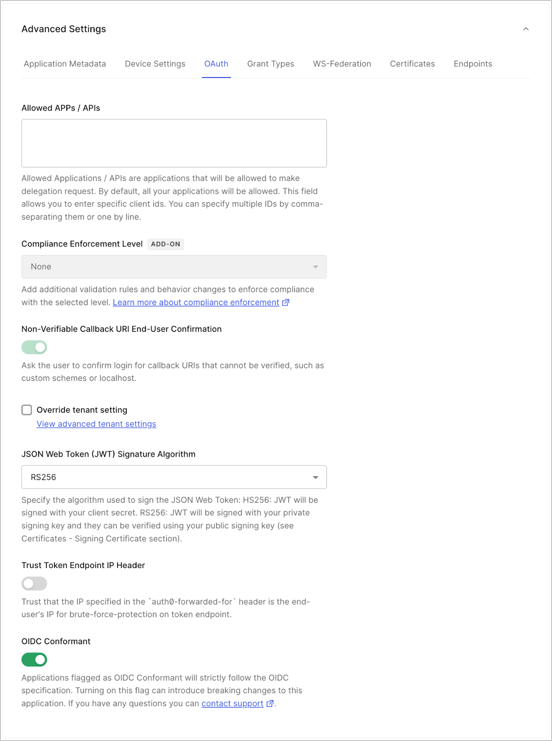 Advanced Settings
Application Metadata Device Settings OAuth Grant Types WS-Federation Certificates Endpoints
Allowed APPs / APIs
Allowed Applications / APIs are applications that will be allowed to make
delegation request. By default, all your applications will be allowed. This field
allows you to enter specific client ids. You can specify multiple IDs by comma-
separating them or one by line.
Compliance Enforcement Level ADD-ON
None
Add additional validation rules and behavior changes to enforce compliance
with the selected level. Learn more about compliance enforcement
Non-Verifiable Callback URI End-User Confirmation
Ask the user to confirm login for callback URIs that cannot be verified, such as
custom schemes or localhost.
Override tenant setting
View advanced tenant settings
JSON Web Token (JWT) Signature Algorithm
RS256
Specify the algorithm used to sign the JSON Web Token: HS256: JWT will be
signed with your client secret. RS256: JWT will be signed with your private
signing key and they can be verified using your public signing key (see
Certificates - Signing Certificate section).
Trust Token Endpoint IP Header
Trust that the IP specified in the `auth0-forwarded-for` header is the end-
user's IP for brute-force-protection on token endpoint.
OIDC Conformant
Applications flagged as OIDC Conformant will strictly follow the OIDC
specification. Turning on this flag can introduce breaking changes to this
application. If you have any questions you can contact support .